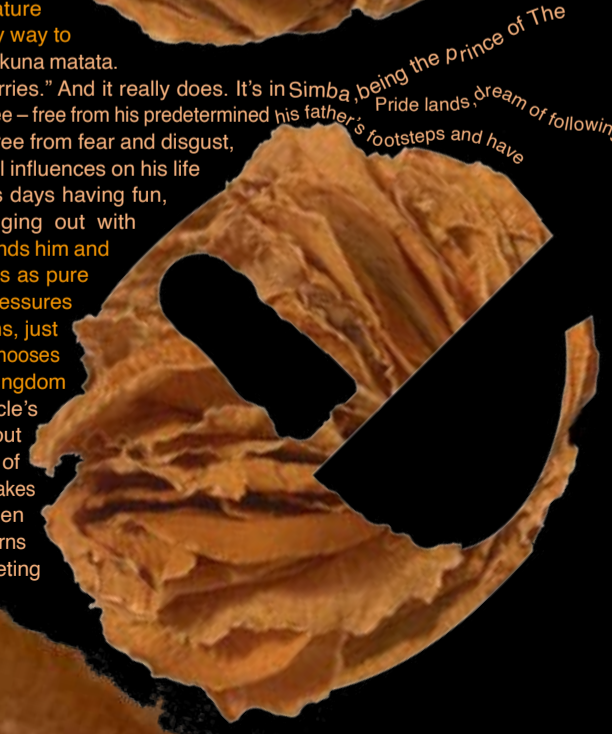 ature
y way to
kuna matata.
rries.” And it really does. It’s in Simba, being the prince of The
Pride lands, dream of following
ee – free from his predetermined his father’s footsteps and have
ree from fear and disgust,
l influences on his life
s days having fun,
ging out with
nds him and
s as pure
essures
ns, just
hooses
ngdom
cle’s
out
of
akes
en
rns
eting
e